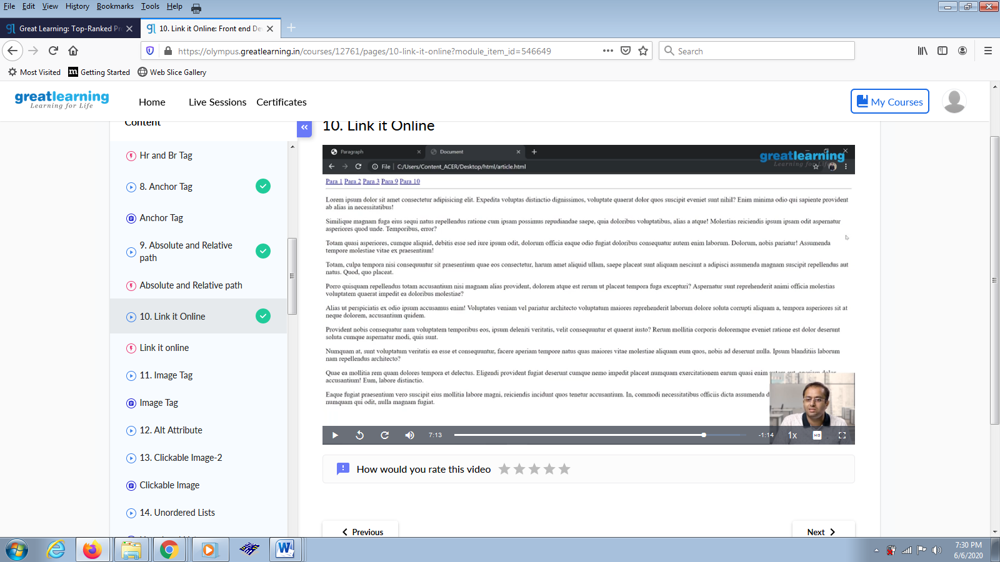 File Edit View History Bookmarks Tools Help
Great Learning: Top-Ranked Pr
10. Link it Online: Front end De
https://olympus.greatlearning.in/courses/12761/pages/10-link-it-online?module_item_id=546649
Search
Most Visited Getting Started Web Slice Gallery
greatlearning
Learning for Life
Home Live Sessions Certificates
My Courses
Content
Hr and Br Tag
8. Anchor Tag
Anchor Tag
9. Absolute and Relative
path
Absolute and Relative path
10. Link it Online
Link it online
11. Image Tag
Image Tag
12. Alt Attribute
13. Clickable Image-2
Clickable Image
14. Unordered Lists
10. Link it Online
Paragraph Document
greatlearning
Learning for Life
File | C:/Users/Content_ACER/Desktop/html/article.html
Para 1 Para 2 Para 3 Para 9 Para 10
Lorem ipsum dolor sit amet consectetur adipisicing elit. Expedita voluptas distinctio dignissimos, voluptate quaerat dolor quos suscipit eveniet sunt nihil? Enim minima odio qui sapiente provident
ab alias in necessitatibus!
Similique magnam fuga eius sequi natus repellendus ratione cum ipsam possimus repudiandae saepe, quia doloribus voluptatibus, alias a atque! Molestias reiciendis ipsum ipsam odit aspernatur
asperiores quod unde. Temporibus, error?
Totam quasi asperiores, cumque aliquid, debitis esse sed iure ipsum odit, dolorum officia eaque odio fugiat doloribus consequatur autem enim laborum. Dolorum, nobis pariatur! Assumenda
tempore molestiae vitae ex praesentium!
Totam, culpa tempora nisi consequuntur sit praesentium quae eos consectetur, harum amet aliquid ullam, saepe placeat sunt aliquam nesciunt a adipisci assumenda magnam suscipit repellendus aut
natus. Quod, quo placeat.
Porro quisquam repellendus totam accusantium nisi magnam alias provident, dolorem atque est rerum ut placeat tempora fuga excepturi? Aspernatur sunt reprehenderit animi officia molestias
voluptatem quaerat impedit ea doloribus molestiae?
Alias ut perspiciatis ex odio ipsum accusamus enim! Voluptates veniam vel pariatur architecto voluptatum maiores reprehenderit laborum dolore soluta corrupti aliquam a, tempora asperiores sit at
neque dolorem, accusantium quidem.
Provident nobis consequatur nam voluptatem temporibus eos, ipsum deleniti veritatis, velit consequuntur et quaerat iusto? Rerum mollitia corporis doloremque eveniet ratione est dolor deserunt
soluta cumque aspernatur modi, quis sunt.
Numquam at, sunt voluptatum veritatis ea esse et consequuntur, facere aperiam tempore natus quas maiores vitae molestiae aliquam eum quos, nobis ad deserunt nulla. Ipsum blanditiis laborum
nam repellendus architecto?
Quae ea mollitia rem quam dolores tempora et delectus. Eligendi provident fugiat deserunt cumque nemo impedit placeat numquam exercitationem earum quasi enim
accusantium! Eum, labore distinctio.
Eaque fugiat praesentium vero suscipit eius mollitia labore magni, reiciendis incidunt quos tenetur accusantium. In, commodi necessitatibus officiis dicta assumenda
numquam qui odit, nulla magnam fugiat.
7:13 -1:14 1x HD
How would you rate this video
Previous Next
7:30 PM
6/6/2020